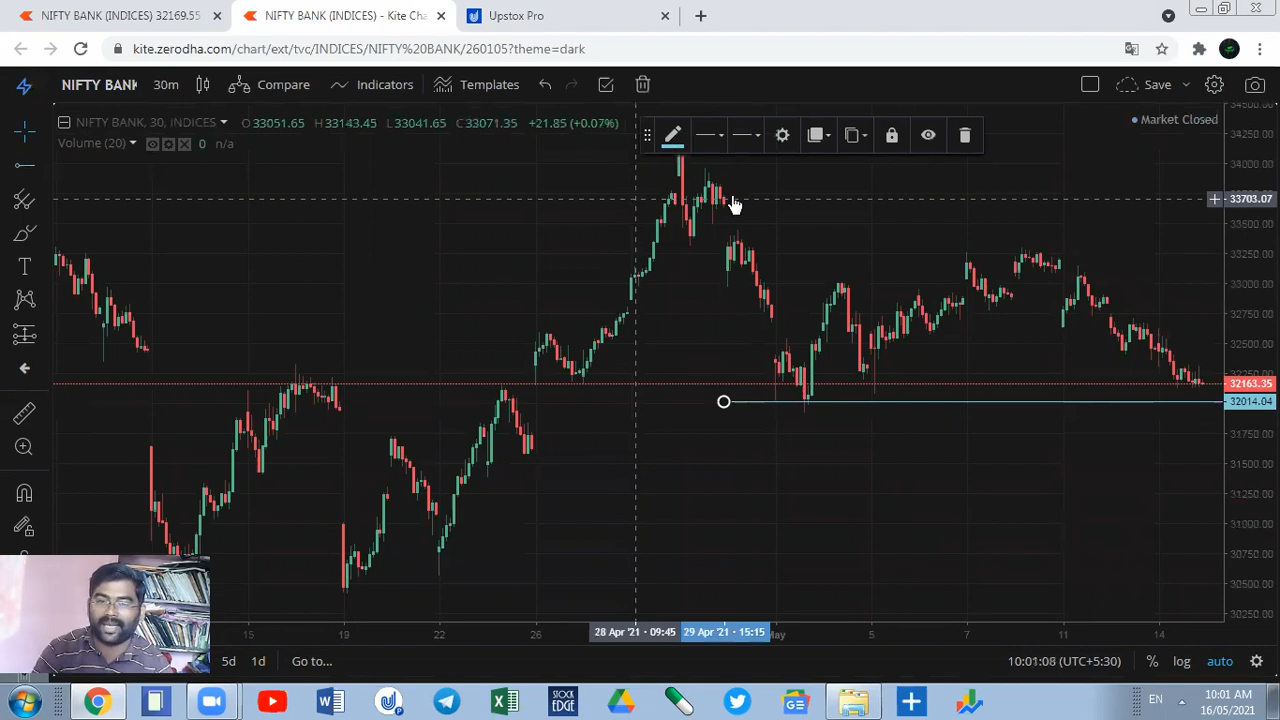 NIFTY BANK (INDICES) 32169.55
NIFTY BANK (INDICES) - Kite Cha
Upstox Pro
kite.zerodha.com/chart/ext/tvc/INDICES/NIFTY%20BANK/260105?theme=dark
NIFTY BANK 30m Compare Indicators Templates Save
NIFTY BANK, 30, INDICES O33051.65 H33143.45 L33041.65 C33071.35 +21.85 (+0.07%)
Market Closed
Volume (20) 0 n/a
34250.00
34000.00
33703.07
33500.00
33250.00
33000.00
32750.00
32500.00
32163.35
32014.04
31750.00
31500.00
31250.00
31000.00
30750.00
30500.00
30250.00
15 19 22 26 28 Apr '21 - 09:45 29 Apr '21 - 15:15 May 5 7 11 14
5d 1d Go to... 10:01:08 (UTC+5:30) % log auto
STOCK EDGE
EN
10:01 AM
16/05/2021